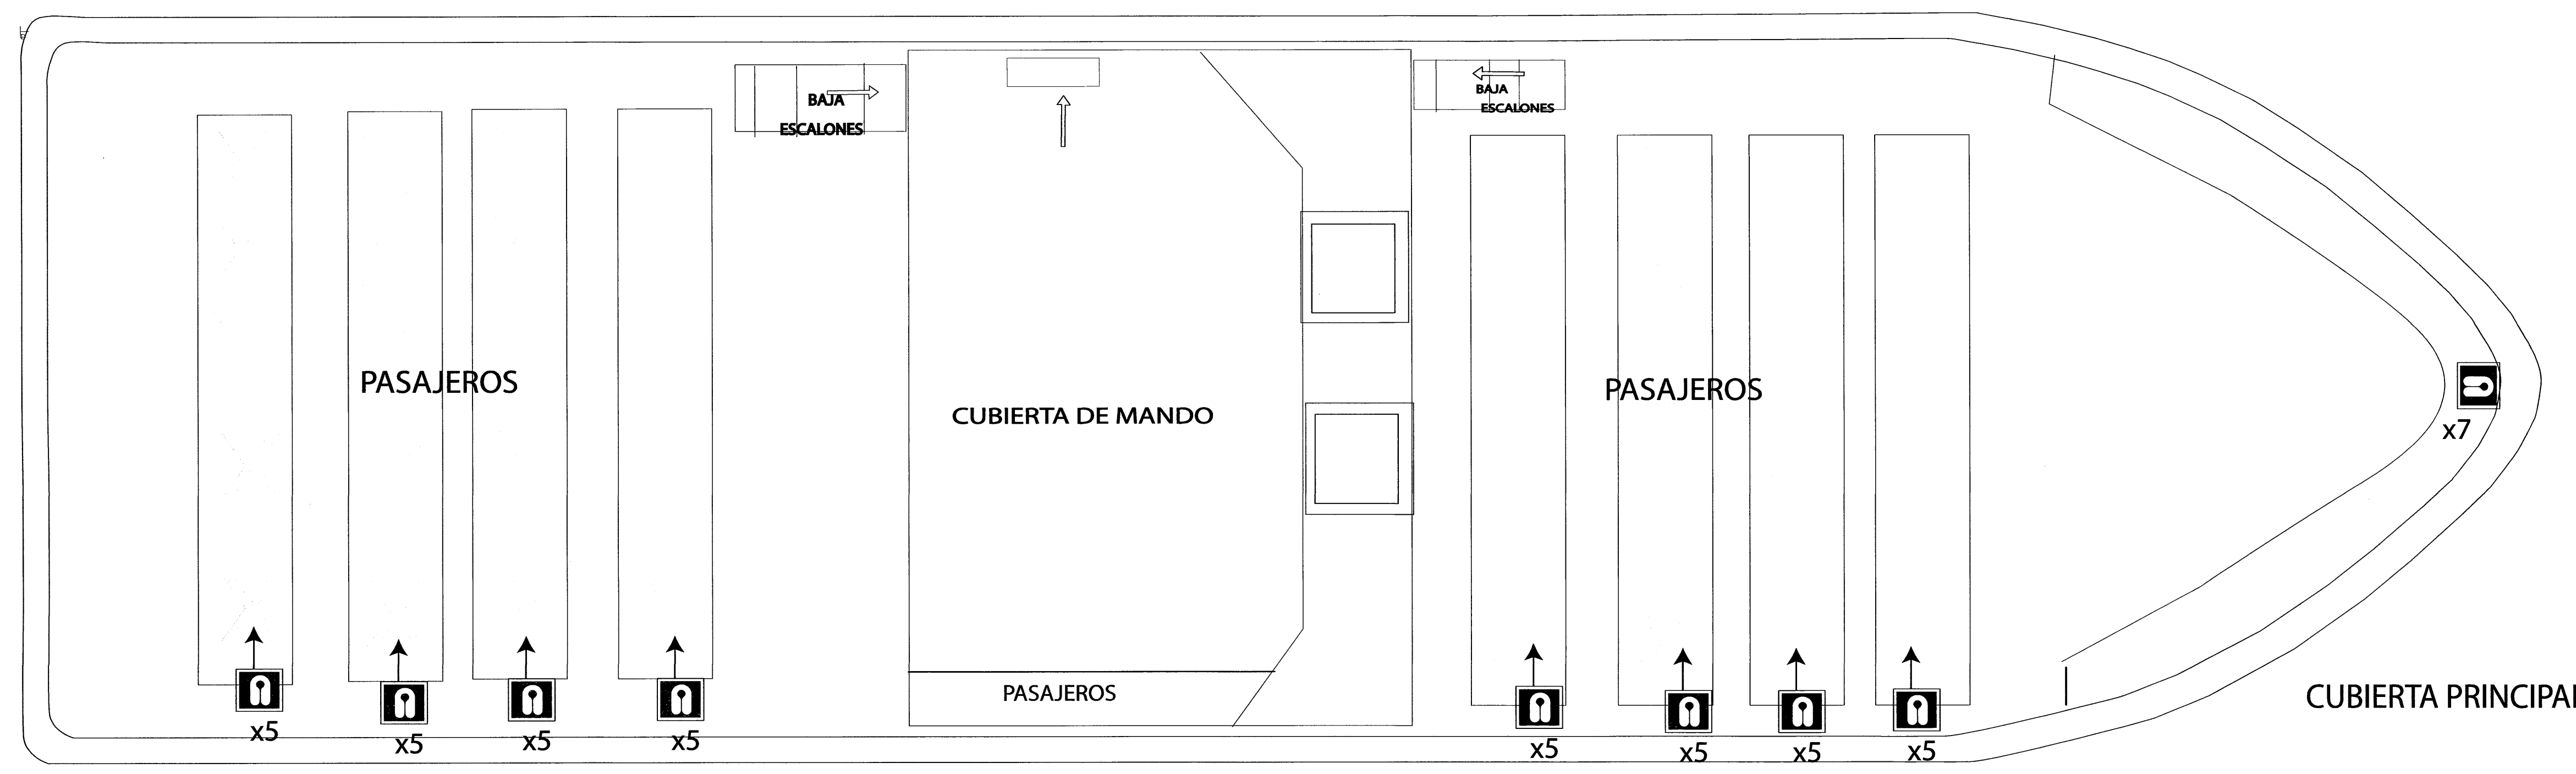 BAJA
ESCALONES
BAJA
ESCALONES
PASAJEROS
CUBIERTA DE MANDO
PASAJEROS
x7
PASAJEROS
CUBIERTA PRINCIPAL
x5
x5
x5
x5
x5
x5
x5
x5